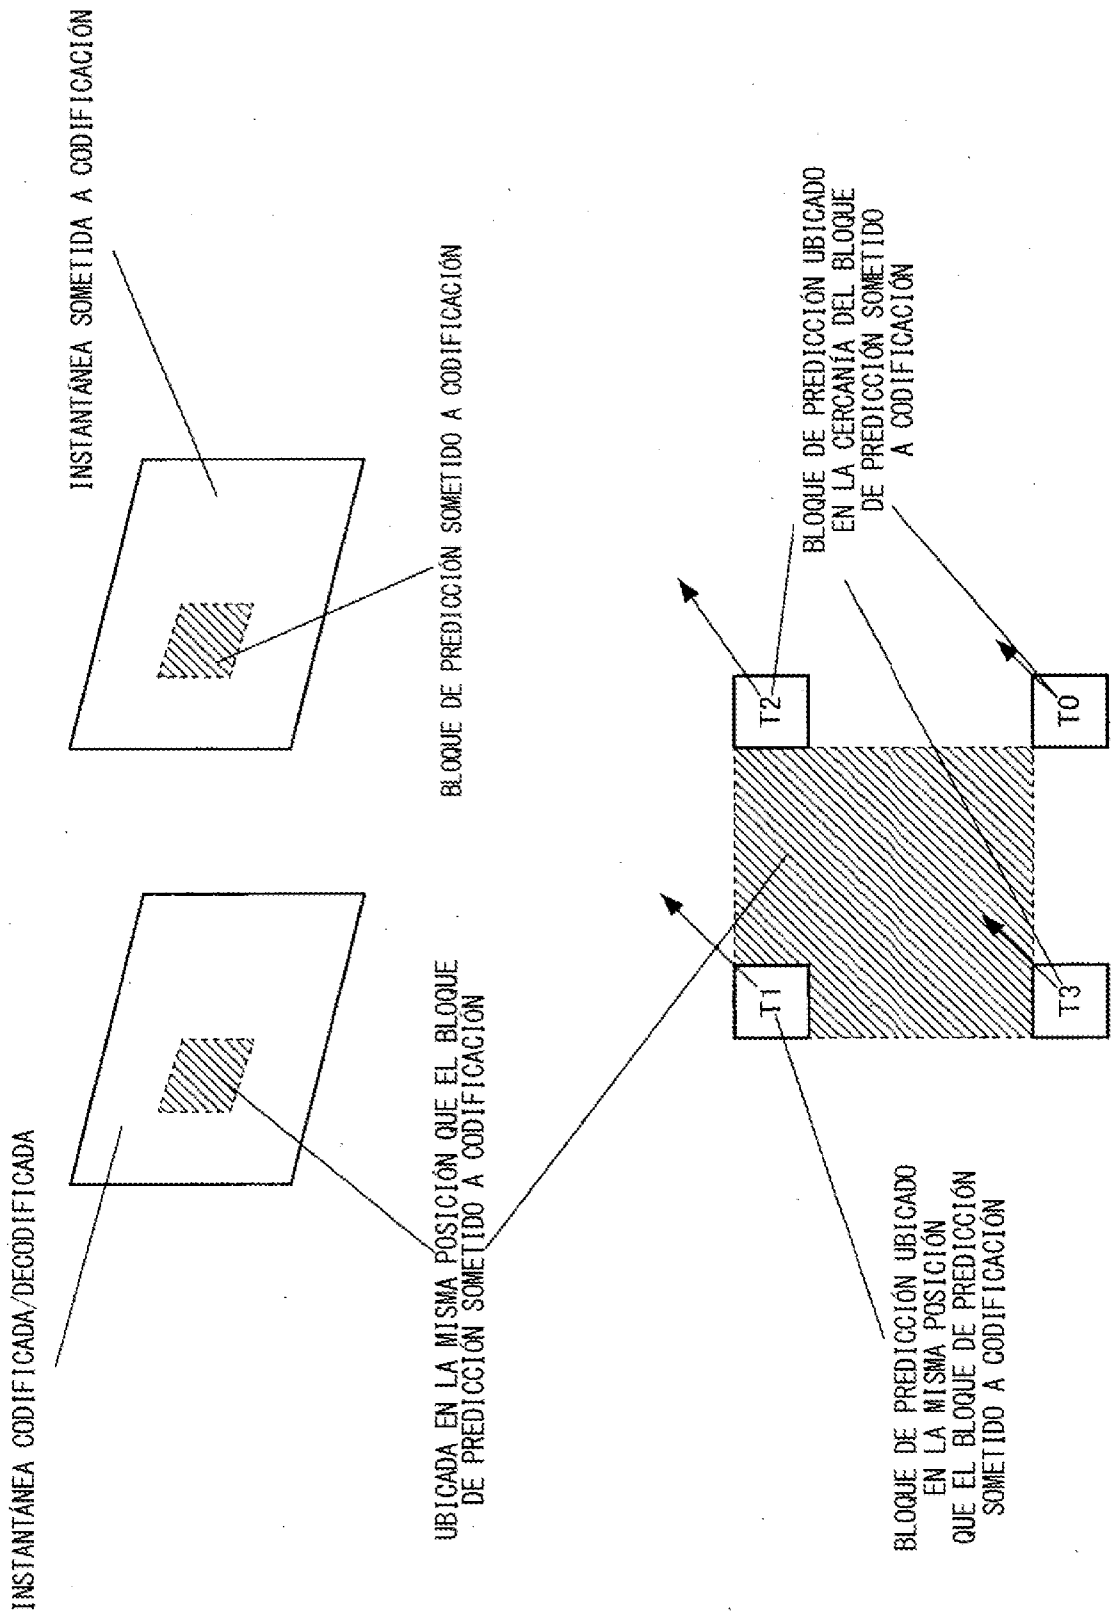 INSTANTÁNEA CODIFICADA/DECODIFICADA
INSTANTÁNEA SOMETIDA A CODIFICACIÓN
UBICADA EN LA MISMA POSICIÓN QUE EL BLOQUE
DE PREDICCIÓN SOMETIDO A CODIFICACIÓN
BLOQUE DE PREDICCIÓN SOMETIDO A CODIFICACIÓN
T1
T2
T3
T0
BLOQUE DE PREDICCIÓN UBICADO
EN LA MISMA POSICIÓN
QUE EL BLOQUE DE PREDICCIÓN
SOMETIDO A CODIFICACIÓN
BLOQUE DE PREDICCIÓN UBICADO
EN LA CERCANÍA DEL BLOQUE
DE PREDICCIÓN SOMETIDO
A CODIFICACIÓN